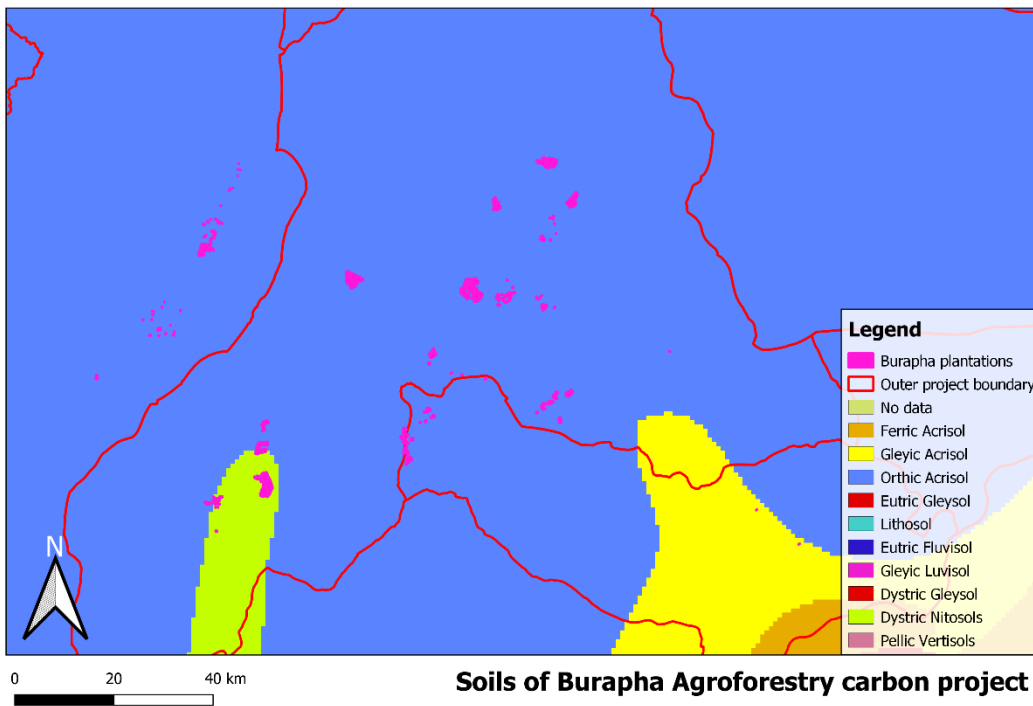 Legend
Burapha plantations
Outer project boundary
No data
Ferric Acrisol
Gleyic Acrisol
Orthic Acrisol
Eutric Gleysol
Lithosol
Eutric Fluvisol
Gleyic Luvisol
Dystric Gleysol
Dystric Nitosols
Pellic Vertisols
N
0 20 40 km
Soils of Burapha Agroforestry carbon project